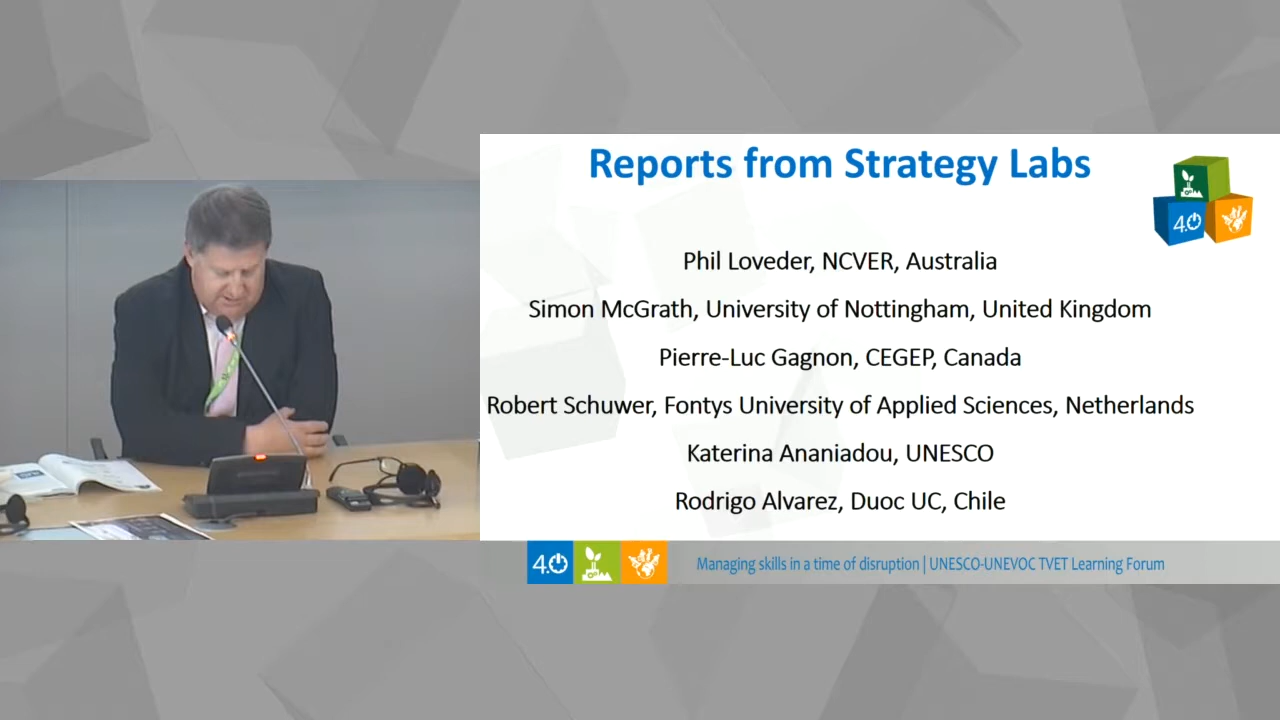 Reports from Strategy Labs
4.0
Phil Loveder, NCVER, Australia
Simon McGrath, University of Nottingham, United Kingdom
Pierre-Luc Gagnon, CEGEP, Canada
Robert Schuwer, Fontys University of Applied Sciences, Netherlands
Katerina Ananiadou, UNESCO
Rodrigo Alvarez, Duoc UC, Chile
4.0 Managing skills in a time of disruption | UNESCO-UNEVOC TVET Learning Forum